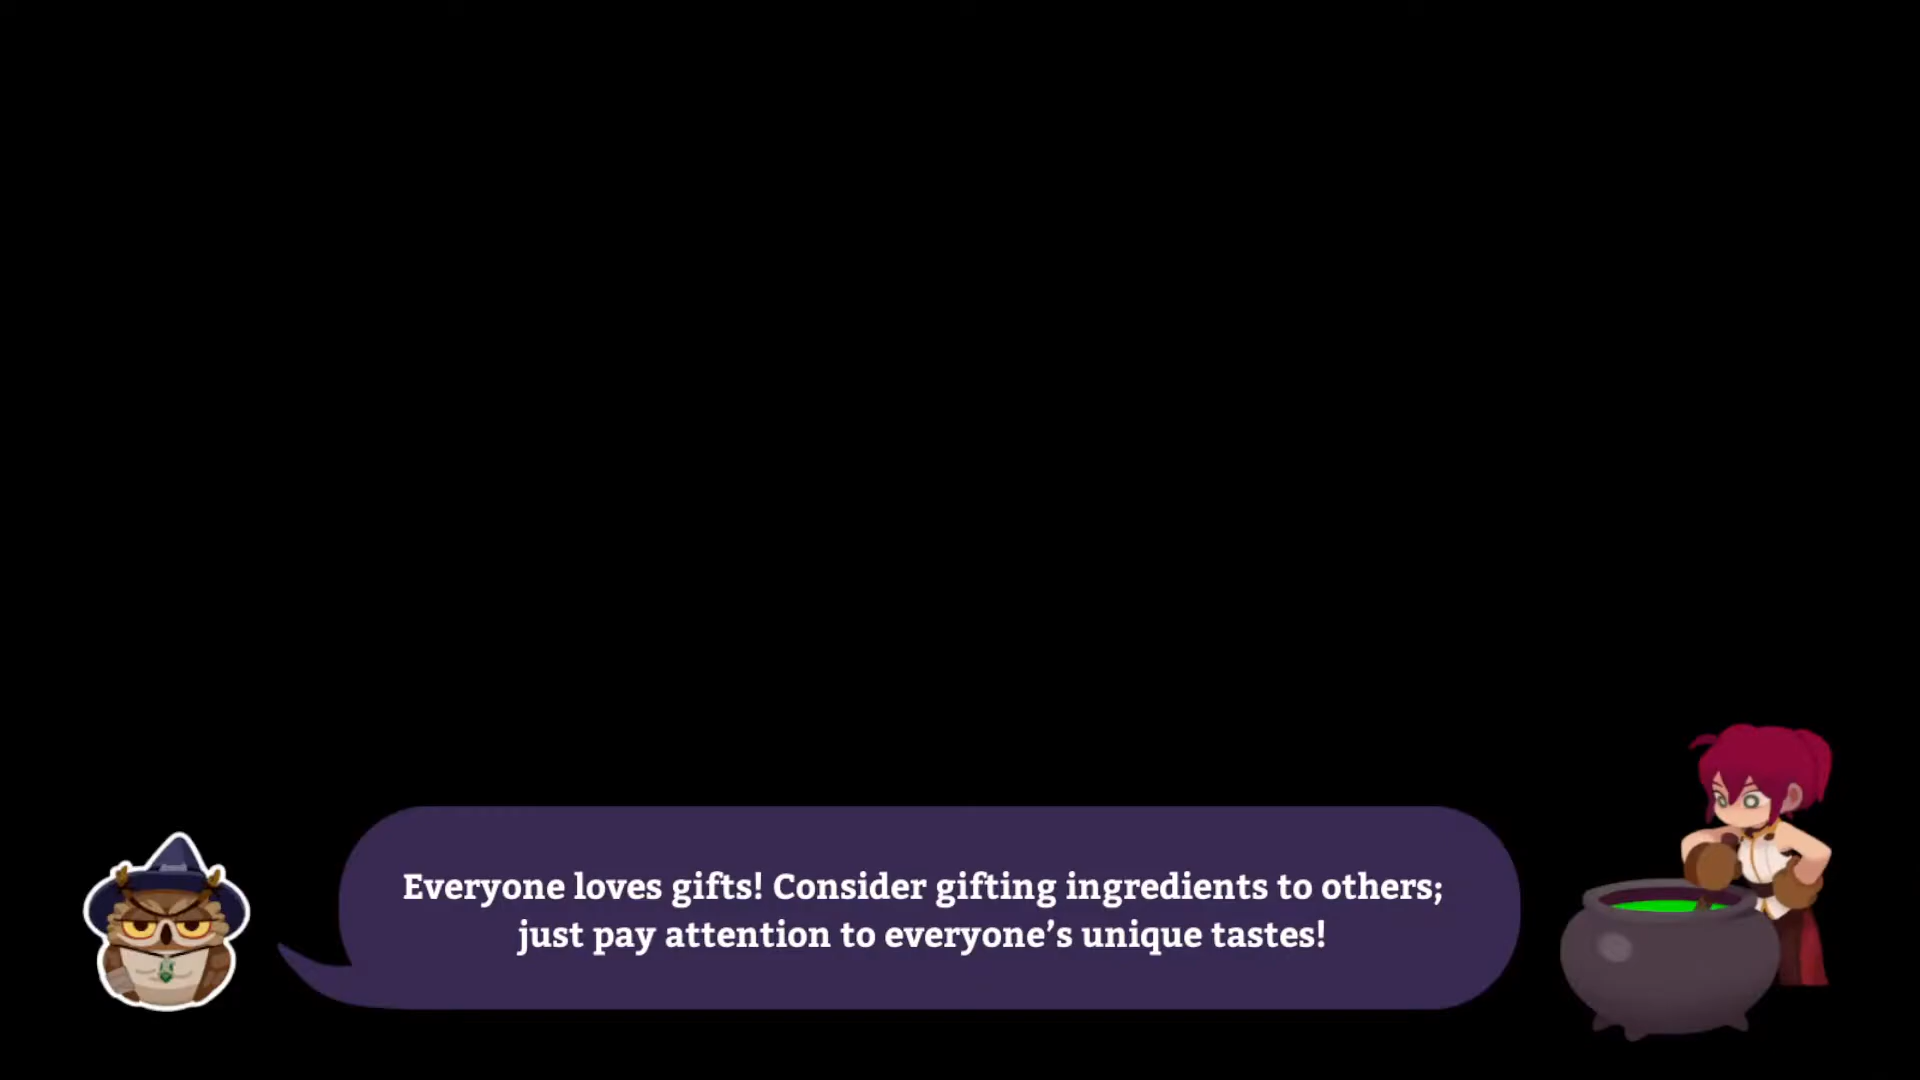 Everyone loves gifts! Consider gifting ingredients to others;
just pay attention to everyone’s unique tastes!